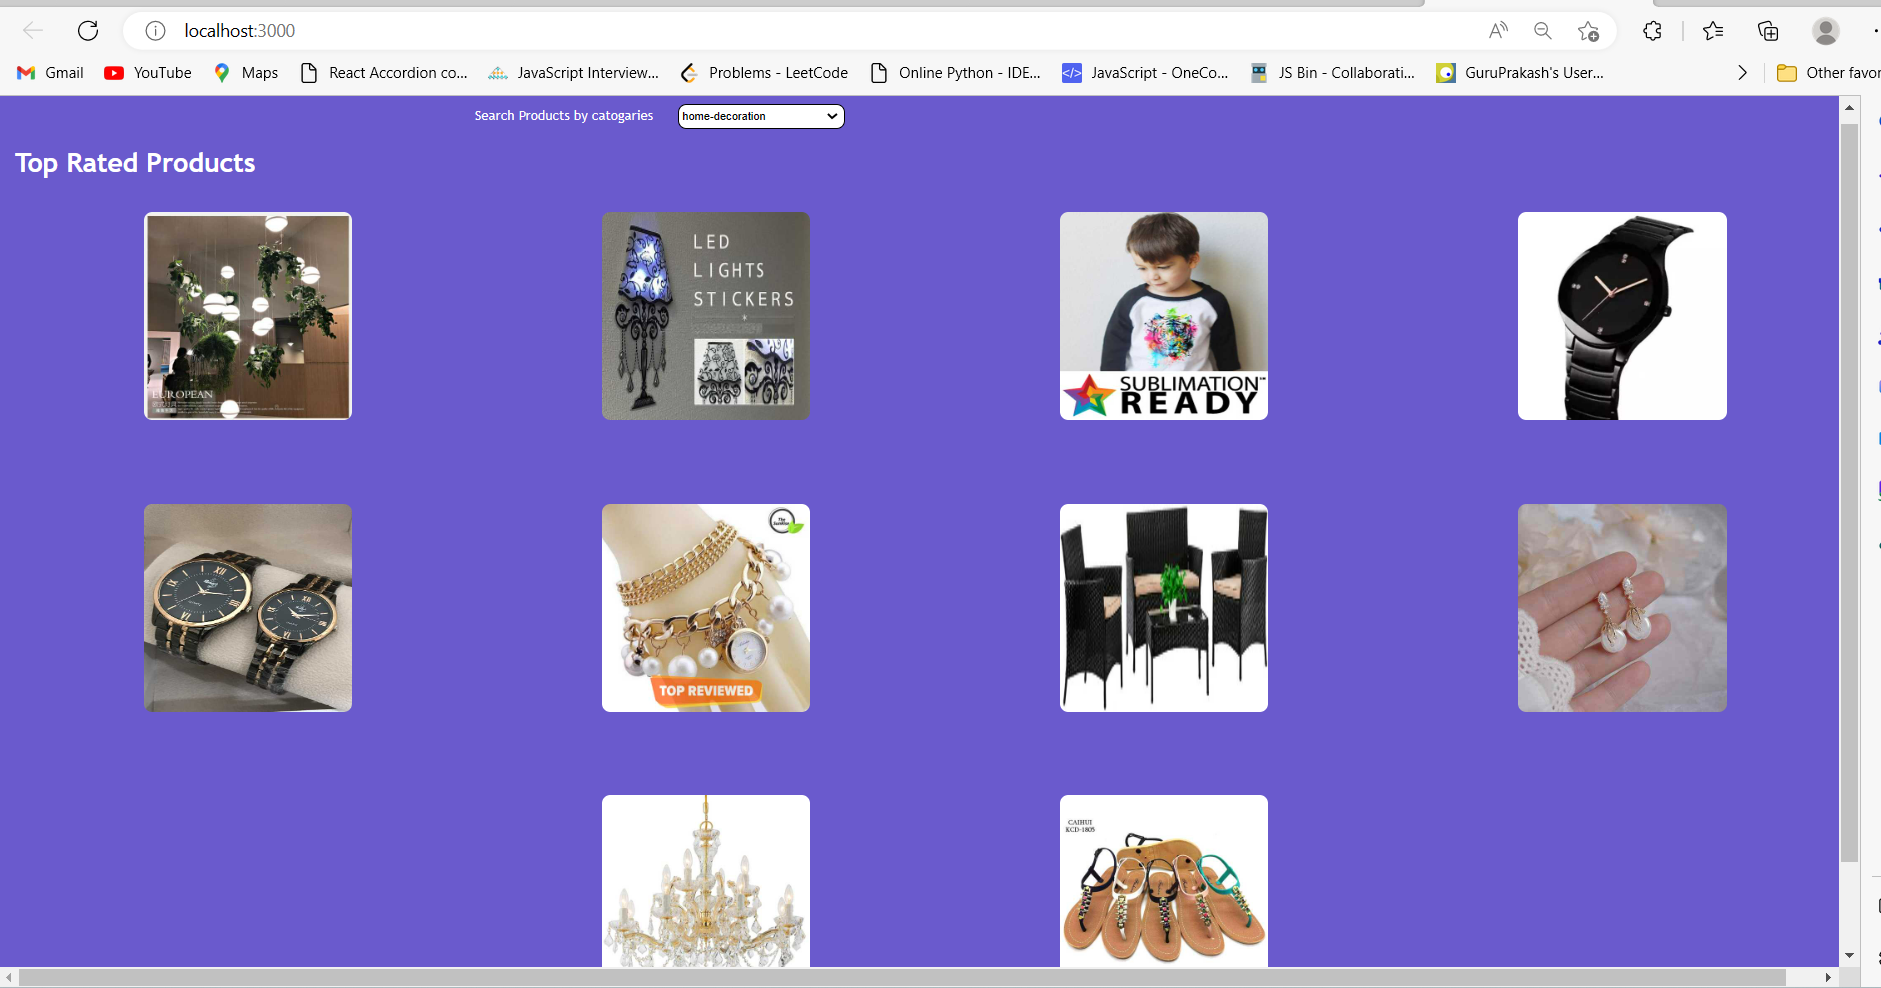 localhost:3000
Gmail
YouTube
Maps
React Accordion co...
JavaScript Interview...
Problems - LeetCode
Online Python - IDE...
JavaScript - OneCo...
JS Bin - Collaborati...
GuruPrakash's User...
Other favor
Search Products by catogaries
home-decoration
Top Rated Products
EUROPEAN
LED
LIGHTS
STICKERS
SUBLIMATION
READY
TOP REVIEWED
CAIHUI
KCD-1805